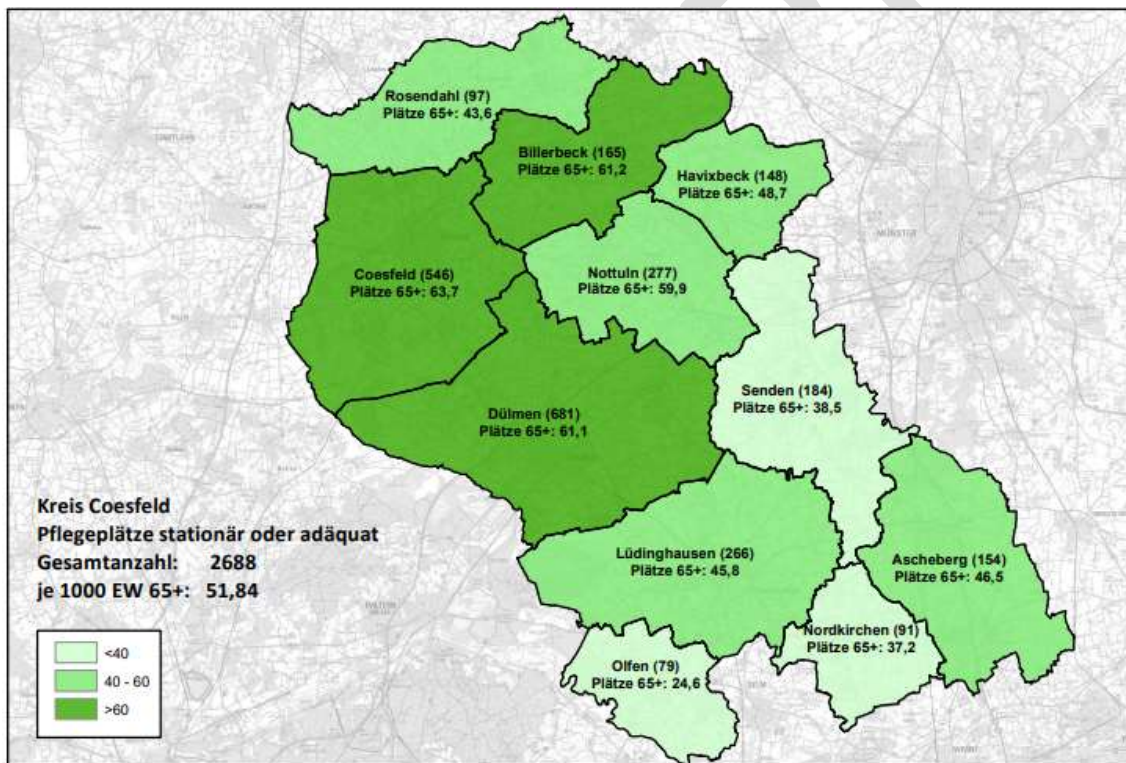 Rosendahl (97)
Plätze 65+: 43,6
Billerbeck (165)
Plätze 65+: 61,2
Havixbeck (148)
Plätze 65+: 48,7
MÜNSTER
Coesfeld (546)
Plätze 65+: 63,7
Nottuln (277)
Plätze 65+: 59,9
Senden (184)
Plätze 65+: 38,5
Dülmen (681)
Plätze 65+: 61,1
Kreis Coesfeld
Pflegeplätze stationär oder adäquat
Gesamtanzahl: 2688
je 1000 EW 65+: 51,84
Lüdinghausen (266)
Plätze 65+: 45,8
Ascheberg (154)
Plätze 65+: 46,5
Nordkirchen (91)
Plätze 65+: 37,2
Olfen (79)
Plätze 65+: 24,6
<40
40 - 60
>60